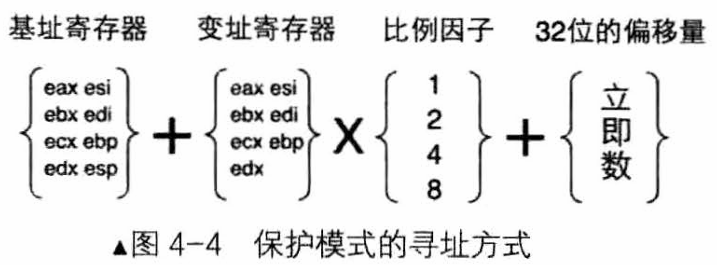 基址寄存器 变址寄存器 比例因子 32位的偏移量
eax esi eax esi 1 立
ebx edi + ebx edi X 2 + 即
ecx ebp ecx ebp 4 数
edx esp edx 8
▲图 4-4 保护模式的寻址方式